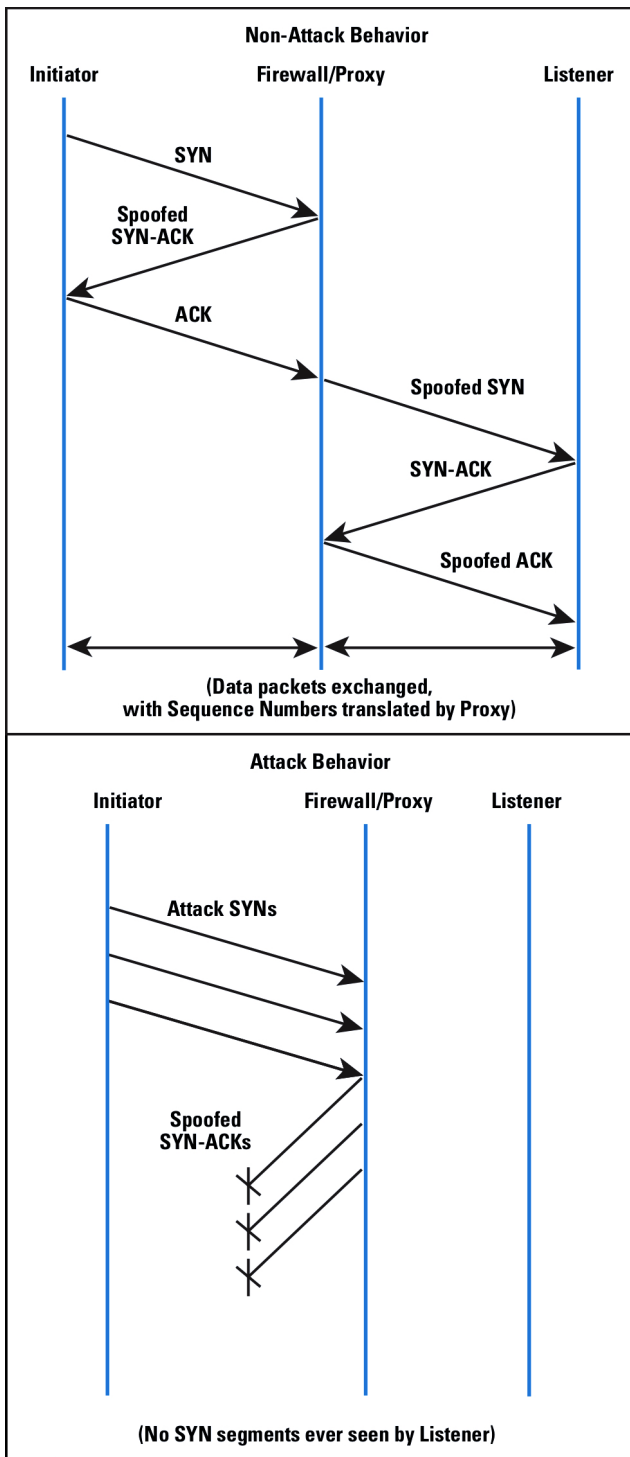 Non-Attack Behavior
Initiator
Firewall/Proxy
Listener
SYN
Spoofed
SYN-ACK
ACK
Spoofed SYN
SYN-ACK
Spoofed ACK
(Data packets exchanged,
with Sequence Numbers translated by Proxy)
Attack Behavior
Initiator
Firewall/Proxy
Listener
Attack SYNs
Spoofed
SYN-ACKs
(No SYN segments ever seen by Listener)